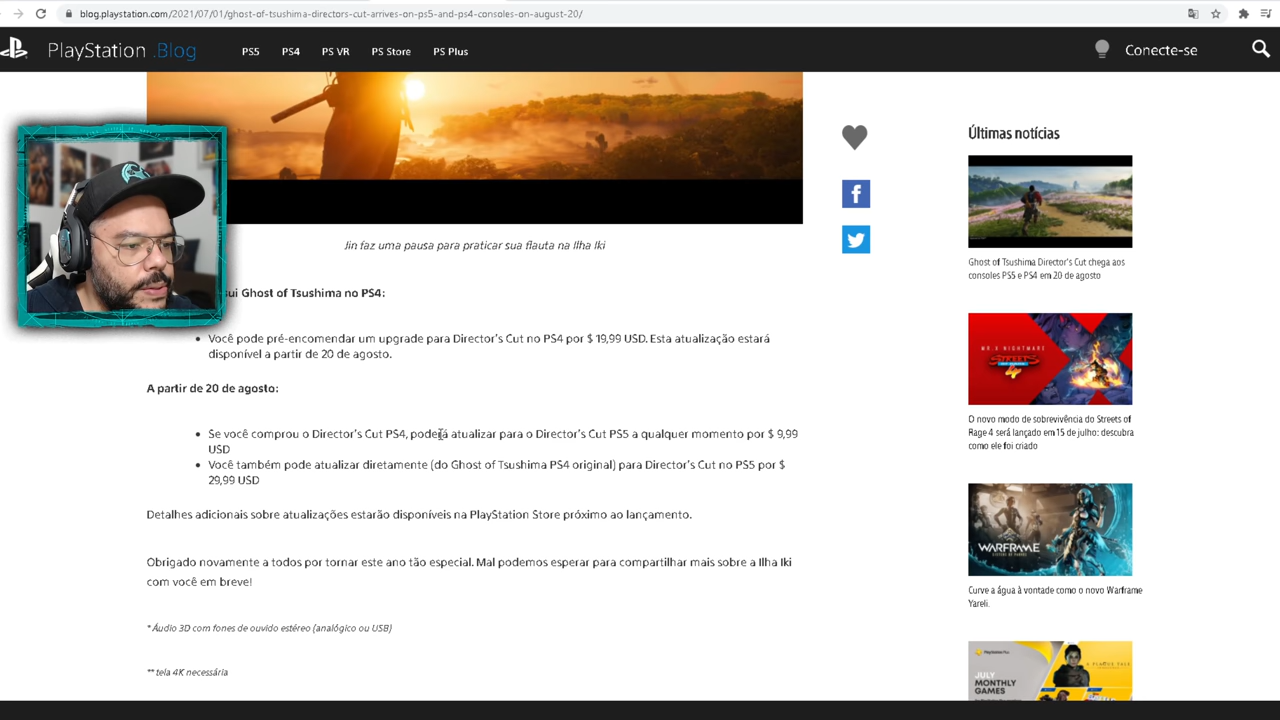 blog.playstation.com/2021/07/01/ghost-of-tsushima-directors-cut-arrives-on-ps5-and-ps4-consoles-on-august-20/
PlayStation .Blog
PS5
PS4
PS VR
PS Store
PS Plus
Conecte-se
Jin faz uma pausa para praticar sua flauta na Ilha Iki
Ghost of Tsushima no PS4:
• Você pode pré-encomendar um upgrade para Director's Cut no PS4 por $ 19,99 USD. Esta atualização estará
disponível a partir de 20 de agosto.
A partir de 20 de agosto:
• Se você comprou o Director's Cut PS4, poderá atualizar para o Director's Cut PS5 a qualquer momento por $ 9,99
USD
• Você também pode atualizar diretamente (do Ghost of Tsushima PS4 original) para Director's Cut no PS5 por $
29,99 USD
Detalhes adicionais sobre atualizações estarão disponíveis na PlayStation Store próximo ao lançamento.
Obrigado novamente a todos por tornar este ano tão especial. Mal podemos esperar para compartilhar mais sobre a Ilha Iki
com você em breve!
* Áudio 3D com fones de ouvido estéreo (analógico ou USB)
** tela 4K necessária
Últimas notícias
Ghost of Tsushima Director's Cut chega aos
consoles PS5 e PS4 em 20 de agosto
MR. X NIGHTMARE
STREETS
4
O novo modo de sobrevivência do Streets of
Rage 4 será lançado em 15 de julho: descubra
como ele foi criado
WARFRAME
Curve a água à vontade como o novo Warframe
Yareli.
PlayStation Plus
JULY
MONTHLY
GAMES
A PLAGUE TALE